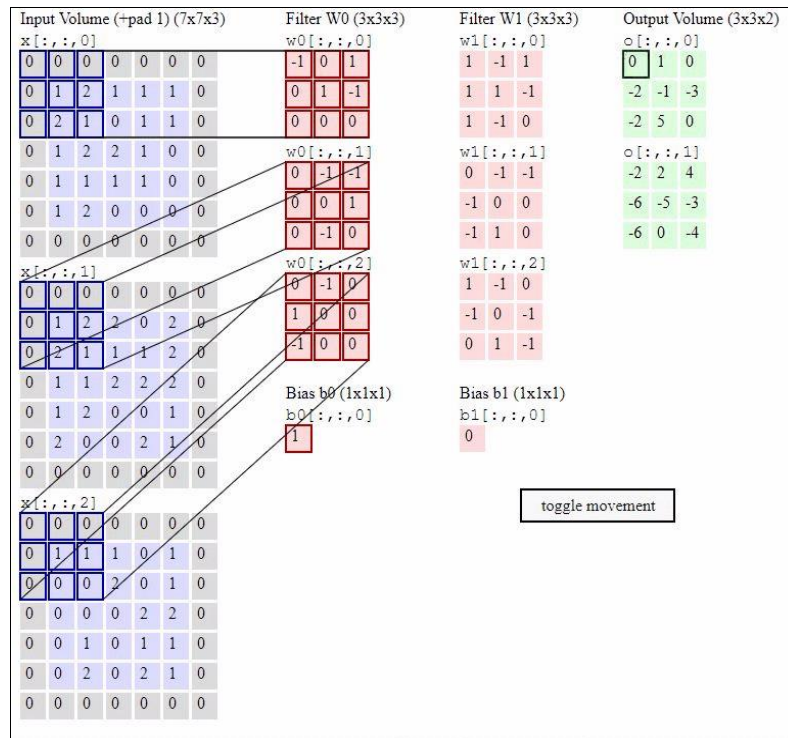 Input Volume (+pad 1) (7x7x3)
x[:,:,0]
0 0 0 0 0 0 0
0 1 2 1 1 1 0
0 2 1 0 1 1 0
0 1 2 2 1 0 0
0 1 1 1 1 0 0
0 1 2 0 0 0 0
0 0 0 0 0 0 0
x[:,:,1]
0 0 0 0 0 0 0
0 1 2 2 0 2 0
0 2 1 1 1 2 0
0 1 1 2 2 2 0
0 1 2 0 0 1 0
0 2 0 0 2 1 0
0 0 0 0 0 0 0
x[:,:,2]
0 0 0 0 0 0 0
0 1 1 1 0 1 0
0 0 0 2 0 1 0
0 0 0 0 2 2 0
0 0 1 0 1 1 0
0 0 2 0 2 1 0
0 0 0 0 0 0 0
Filter W0 (3x3x3)
w0[:,:,0]
-1 0 1
0 1 -1
0 0 0
w0[:,:,1]
0 -1 -1
0 0 1
0 -1 0
w0[:,:,2]
0 -1 0
1 0 0
-1 0 0
Bias b0 (1x1x1)
b0[:,:,0]
1
Filter W1 (3x3x3)
w1[:,:,0]
1 -1 1
1 1 -1
1 -1 0
w1[:,:,1]
0 -1 -1
-1 0 0
-1 1 0
w1[:,:,2]
1 -1 0
-1 0 -1
0 1 -1
Bias b1 (1x1x1)
b1[:,:,0]
0
Output Volume (3x3x2)
o[:,:,0]
0 1 0
-2 -1 -3
-2 5 0
o[:,:,1]
-2 2 4
-6 -5 -3
-6 0 -4
toggle movement